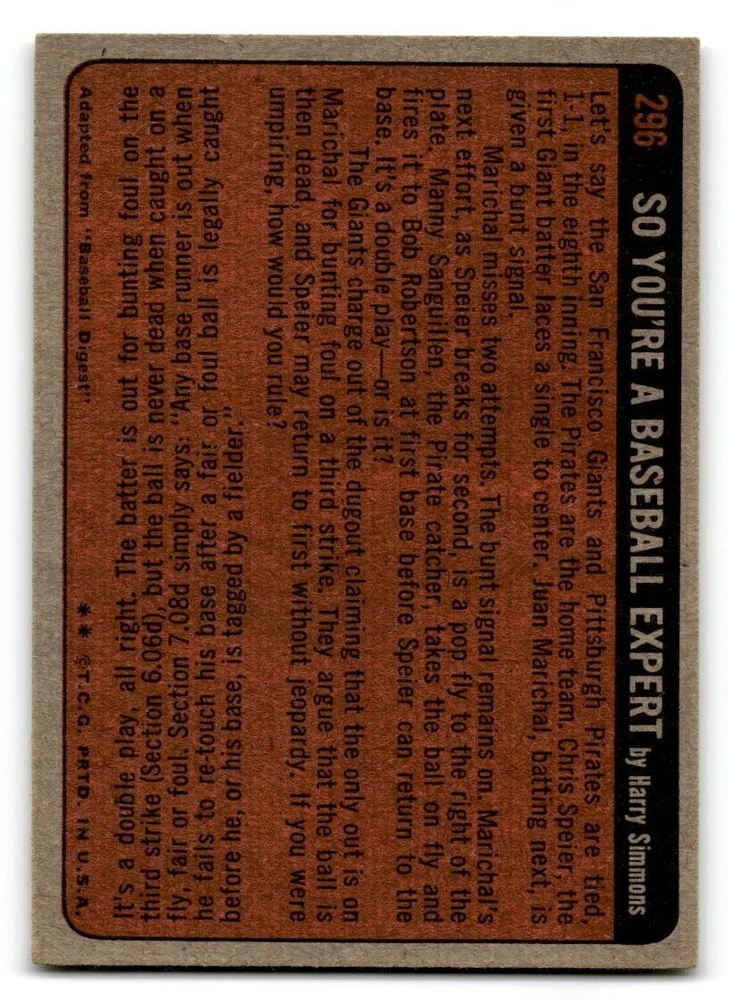 296 SO YOU'RE A BASEBALL EXPERT by Harry Simmons
Let's say the San Francisco Giants and Pittsburgh Pirates are tied,
1-1, in the eighth inning. The Pirates are the home team. Chris Speier, the
first Giant batter laces a single to center. Juan Marichal, batting next, is
given a bunt signal.
Marichal misses two attempts. The bunt signal remains on. Marichal's
next effort, as Speier breaks for second, is a pop fly to the right of the
plate. Manny Sanguillen, the Pirate catcher, takes the ball on fly and
fires it to Bob Robertson at first base before Speier can return to the
base. It's a double play—or is it?
The Giants charge out of the dugout claiming that the only out is on
Marichal for bunting foul on a third strike. They argue that the ball is
then dead, and Speier may return to first without jeopardy. If you were
umpiring, how would you rule?
It's a double play, all right. The batter is out for bunting foul on the
third strike (Section 6.06d), but the ball is never dead when caught on a
fly, fair or foul. Section 7.08d simply says: "Any base runner is out when
he fails to re-touch his base after a fair or foul ball is legally caught
before he, or his base, is tagged by a fielder."
Adapted from "Baseball Digest" ** ©T.C.G. PRTD. IN U.S.A.